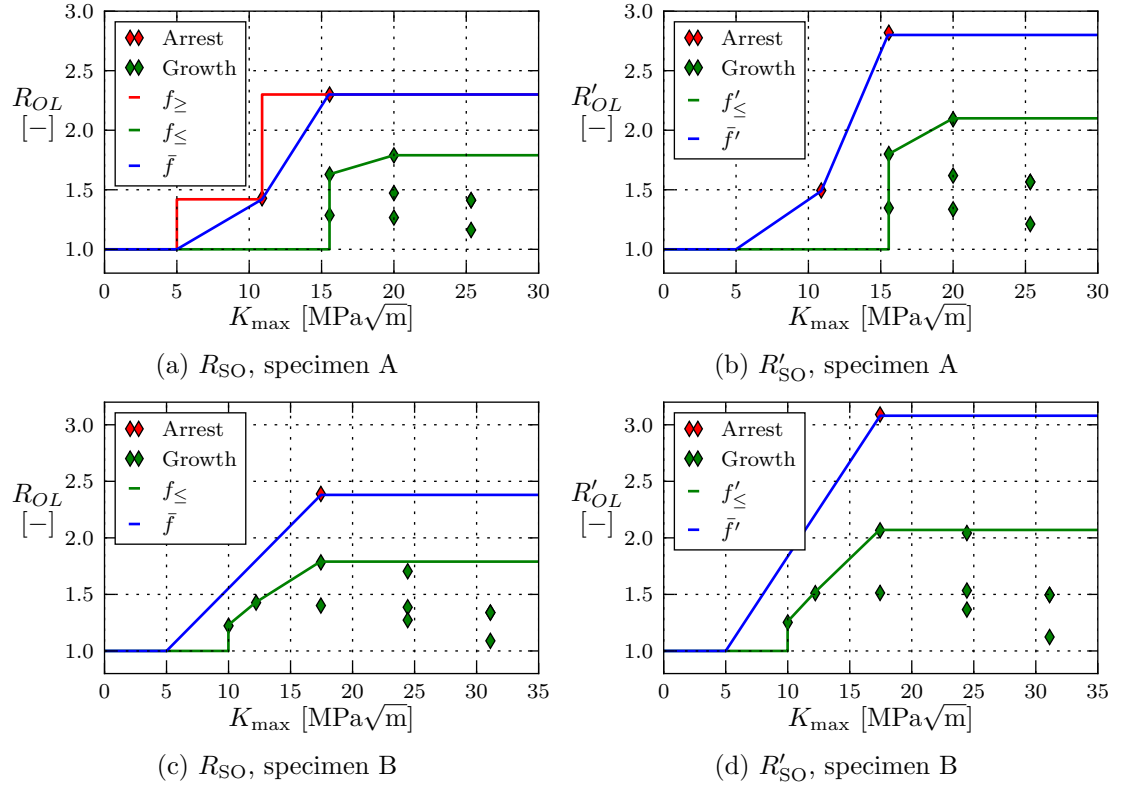 3.0
2.5
2.0
1.5
1.0
R_{OL}
[−]
Arrest
Growth
f_≥
f_≤
f̄
0 5 10 15 20 25 30
K_max [MPa√m]
(a) R_SO, specimen A
3.0
2.5
2.0
1.5
1.0
R′_{OL}
[−]
Arrest
Growth
f′_≤
f̄′
0 5 10 15 20 25 30
K_max [MPa√m]
(b) R′_SO, specimen A
3.0
2.5
2.0
1.5
1.0
R_{OL}
[−]
Arrest
Growth
f_≤
f̄
0 5 10 15 20 25 30 35
K_max [MPa√m]
(c) R_SO, specimen B
3.0
2.5
2.0
1.5
1.0
R′_{OL}
[−]
Arrest
Growth
f′_≤
f̄′
0 5 10 15 20 25 30 35
K_max [MPa√m]
(d) R′_SO, specimen B